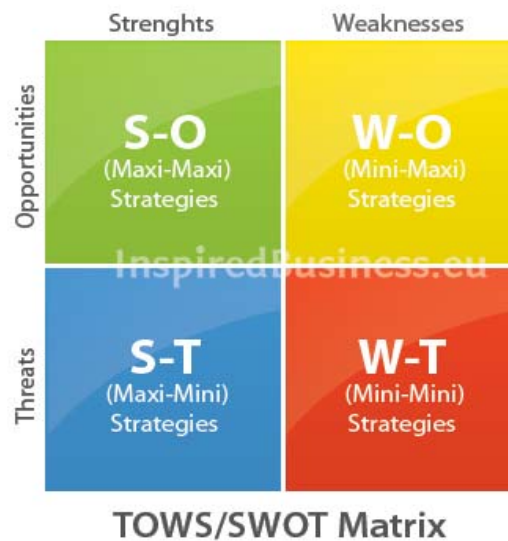 Strenghts
Weaknesses
Opportunities
S-O
(Maxi-Maxi)
Strategies
W-O
(Mini-Maxi)
Strategies
InspiredBusiness.eu
Threats
S-T
(Maxi-Mini)
Strategies
W-T
(Mini-Mini)
Strategies
TOWS/SWOT Matrix